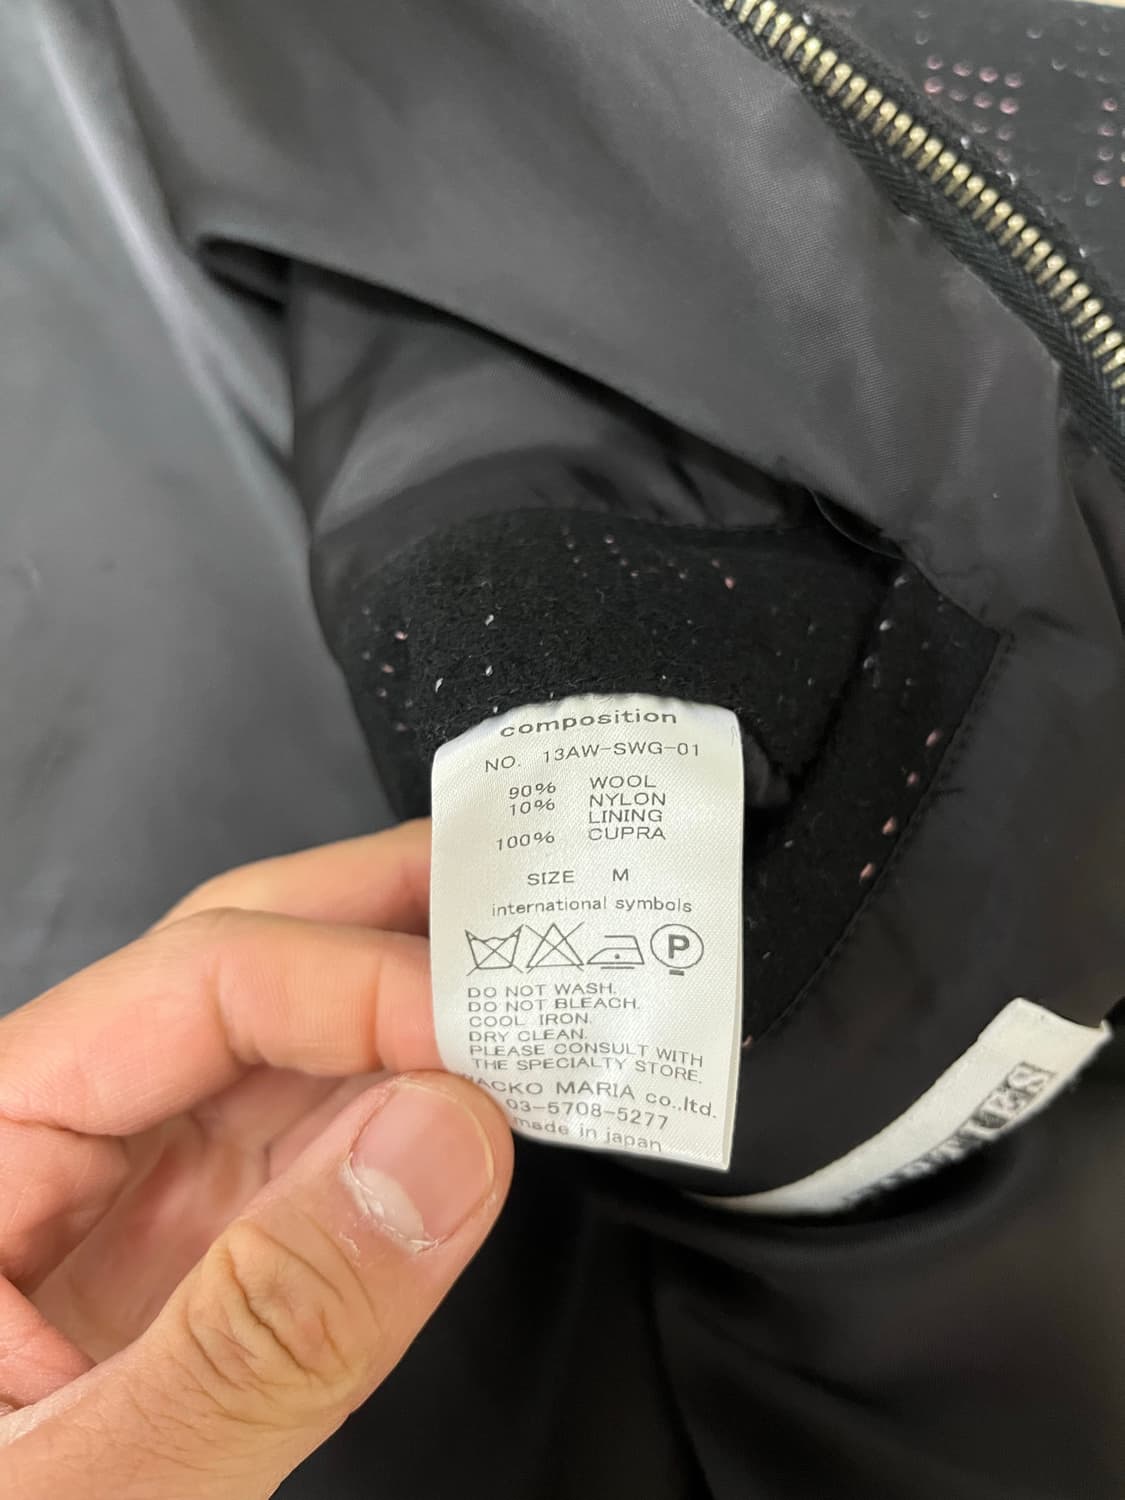 composition
NO. 13AW-SWG-01
90% WOOL
10% NYLON
LINING
100% CUPRA
SIZE M
international symbols
P
DO NOT WASH.
DO NOT BLEACH.
COOL IRON.
DRY CLEAN.
PLEASE CONSULT WITH
THE SPECIALTY STORE.
WACKO MARIA co.,ltd.
03-5708-5277
made in japan